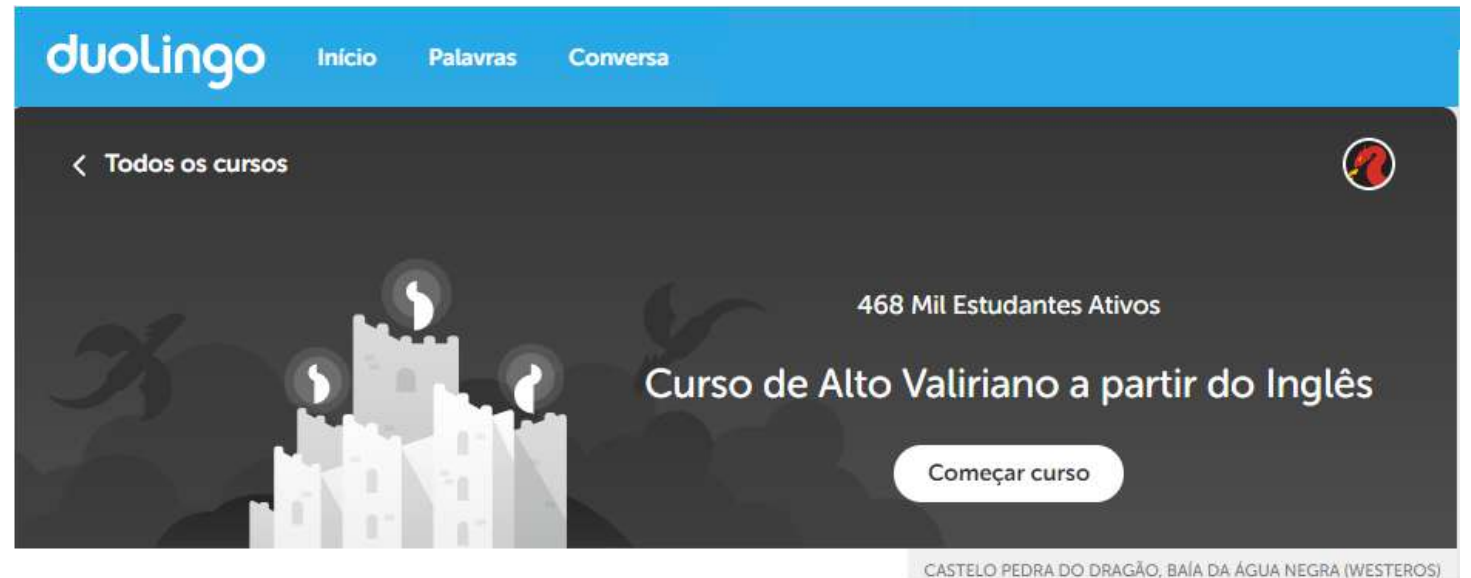 duolingo Início Palavras Conversa
< Todos os cursos
468 Mil Estudantes Ativos
Curso de Alto Valiriano a partir do Inglês
Começar curso
CASTELO PEDRA DO DRAGÃO, BAÍA DA ÁGUA NEGRA (WESTEROS)